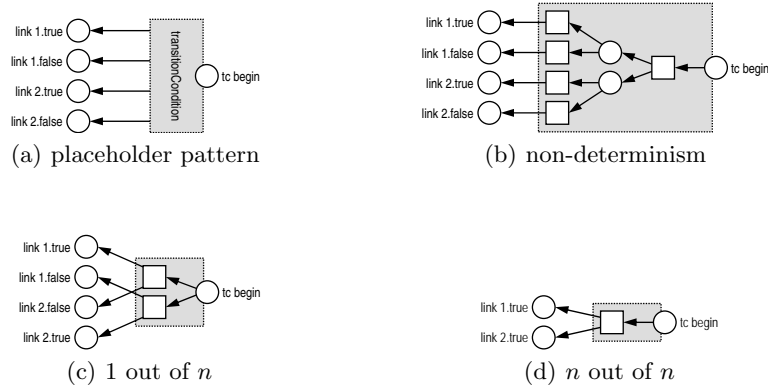 link 1.true
link 1.false
link 2.true
link 2.false
transitionCondition
tc begin
(a) placeholder pattern
link 1.true
link 1.false
link 2.true
link 2.false
tc begin
(b) non-determinism
link 1.true
link 1.false
link 2.false
link 2.true
tc begin
(c) 1 out of n
link 1.true
link 2.true
tc begin
(d) n out of n